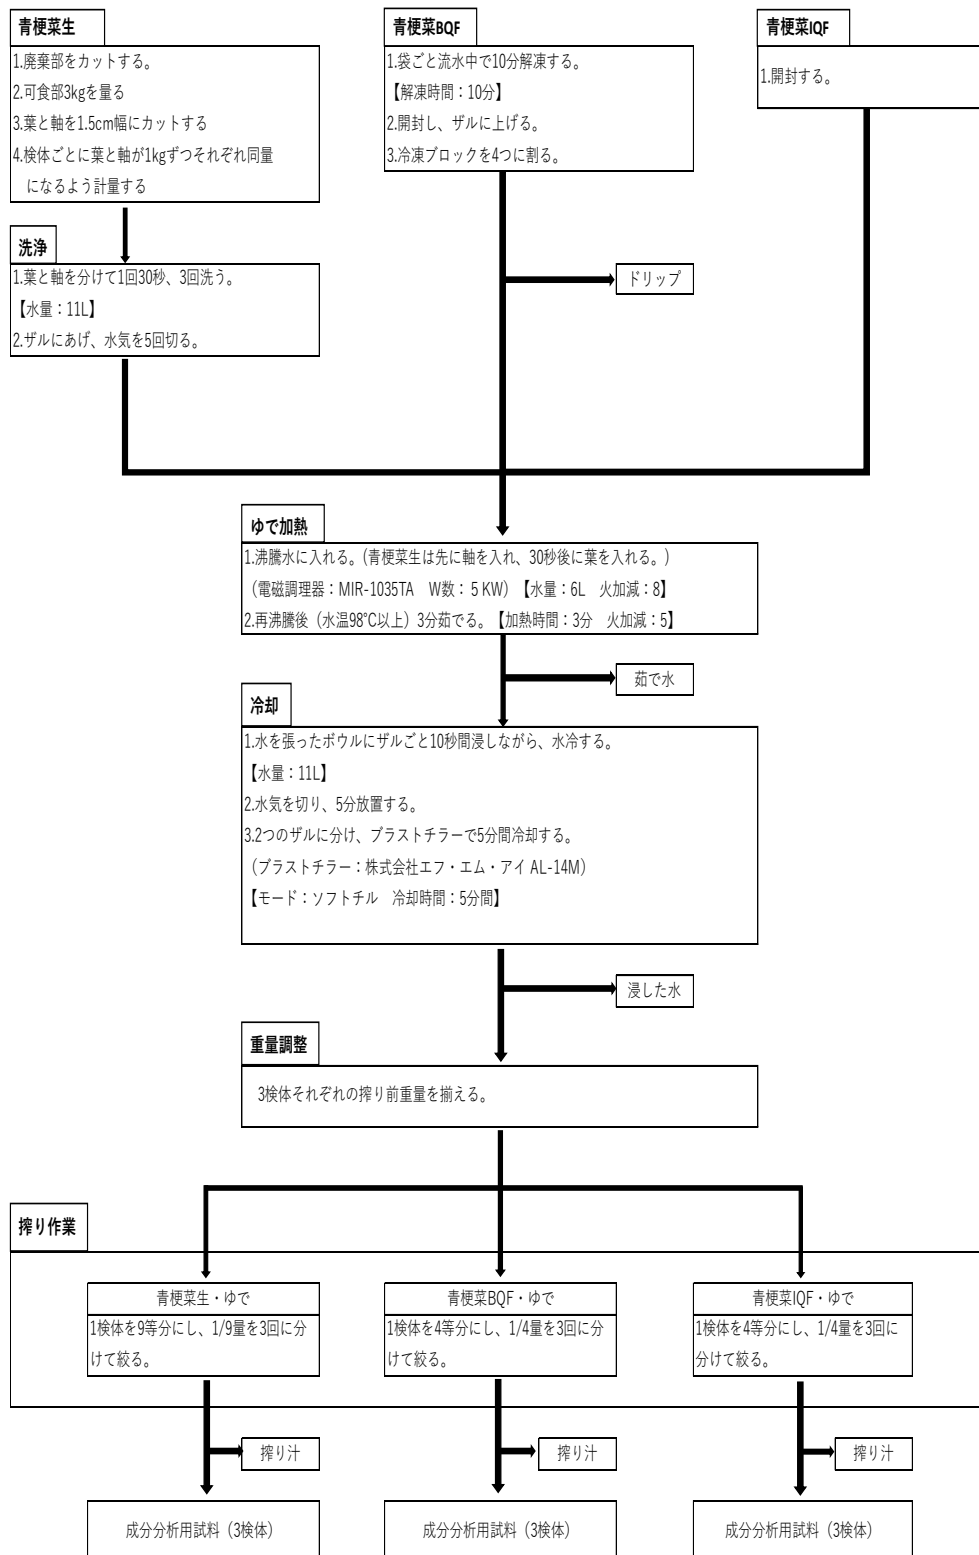 青梗菜生
1.廃棄部をカットする。
2.可食部3kgを量る
3.葉と軸を1.5cm幅にカットする
4.検体ごとに葉と軸が1kgずつそれぞれ同量
になるよう計量する
洗浄
1.葉と軸を分けて1回30秒、3回洗う。
【水量：11L】
2.ザルにあげ、水気を5回切る。
青梗菜BQF
1.袋ごと流水中で10分解凍する。
【解凍時間：10分】
2.開封し、ザルに上げる。
3.冷凍ブロックを4つに割る。
ドリップ
青梗菜IQF
1.開封する。
ゆで加熱
1.沸騰水に入れる。(青梗菜生は先に軸を入れ、30秒後に葉を入れる。)
（電磁調理器：MIR-1035TA　W数：５KW）【水量：6L　火加減：8】
2.再沸騰後（水温98℃以上）3分茹でる。【加熱時間：3分　火加減：5】
茹で水
冷却
1.水を張ったボウルにザルごと10秒間浸しながら、水冷する。
【水量：11L】
2.水気を切り、5分放置する。
3.2つのザルに分け、ブラストチラーで5分間冷却する。
（ブラストチラー：株式会社エフ・エム・アイ AL-14M）
【モード：ソフトチル　冷却時間：5分間】
浸した水
重量調整
3検体それぞれの搾り前重量を揃える。
搾り作業
青梗菜生・ゆで
1検体を9等分にし、1/9量を3回に分
けて絞る。
青梗菜BQF・ゆで
1検体を4等分にし、1/4量を3回に分
けて絞る。
青梗菜IQF・ゆで
1検体を4等分にし、1/4量を3回に
分けて絞る。
搾り汁
搾り汁
搾り汁
成分分析用試料（3検体）
成分分析用試料（3検体）
成分分析用試料（3検体）